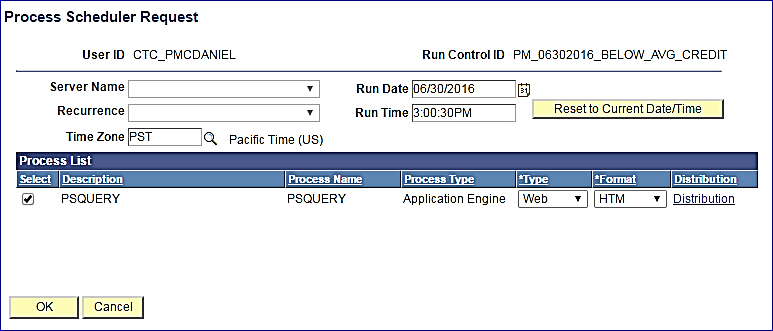 Process Scheduler Request
User ID CTC_PMCDANIEL Run Control ID PM_06302016_BELOW_AVG_CREDIT
Server Name Run Date 06/30/2016 31
Recurrence Run Time 3:00:30PM Reset to Current Date/Time
Time Zone PST Pacific Time (US)
Process List
Select Description Process Name Process Type *Type *Format Distribution
PSQUERY PSQUERY Application Engine Web HTM Distribution
OK Cancel